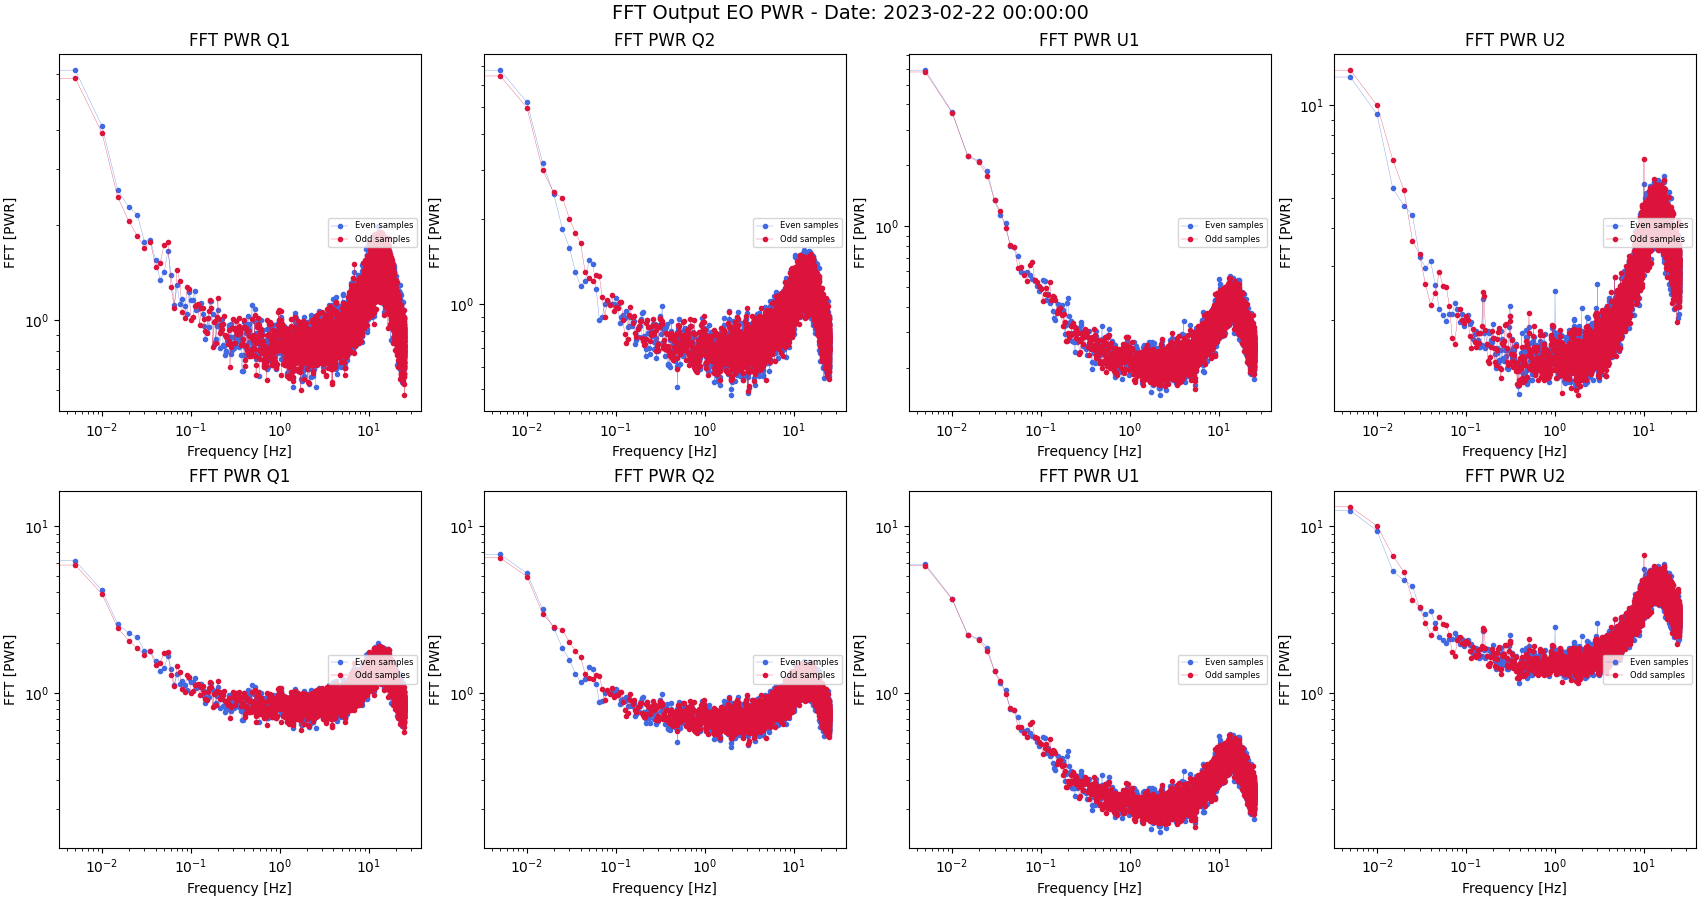 FFT Output EO PWR - Date: 2023-02-22 00:00:00
FFT PWR Q1
FFT [PWR]
10⁰
Even samples
Odd samples
10⁻² 10⁻¹ 10⁰ 10¹
Frequency [Hz]
FFT PWR Q2
FFT [PWR]
10⁰
Even samples
Odd samples
10⁻² 10⁻¹ 10⁰ 10¹
Frequency [Hz]
FFT PWR U1
FFT [PWR]
10⁰
Even samples
Odd samples
10⁻² 10⁻¹ 10⁰ 10¹
Frequency [Hz]
FFT PWR U2
FFT [PWR]
10¹
Even samples
Odd samples
10⁻² 10⁻¹ 10⁰ 10¹
Frequency [Hz]
FFT PWR Q1
FFT [PWR]
10¹
10⁰
Even samples
Odd samples
10⁻² 10⁻¹ 10⁰ 10¹
Frequency [Hz]
FFT PWR Q2
FFT [PWR]
10¹
10⁰
Even samples
Odd samples
10⁻² 10⁻¹ 10⁰ 10¹
Frequency [Hz]
FFT PWR U1
FFT [PWR]
10¹
10⁰
Even samples
Odd samples
10⁻² 10⁻¹ 10⁰ 10¹
Frequency [Hz]
FFT PWR U2
FFT [PWR]
10¹
10⁰
Even samples
Odd samples
10⁻² 10⁻¹ 10⁰ 10¹
Frequency [Hz]